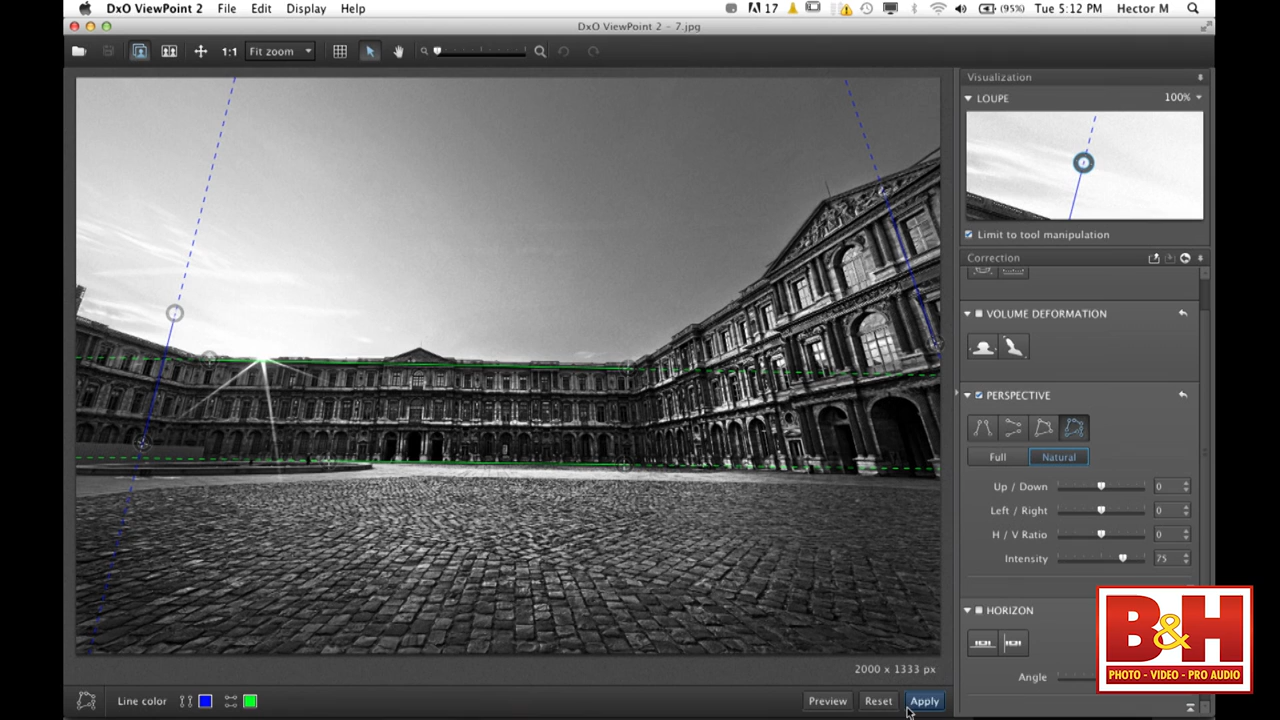 DxO ViewPoint 2 File Edit Display Help 17 (95%) Tue 5:12 PM Hector M
DxO ViewPoint 2 - 7.jpg
1:1 Fit zoom
Visualization
LOUPE 100%
Limit to tool manipulation
Correction
VOLUME DEFORMATION
PERSPECTIVE
Full Natural
Up / Down 0
Left / Right 0
H / V Ratio 0
Intensity 75
HORIZON
Angle
B&H
PHOTO - VIDEO - PRO AUDIO
2000 x 1333 px
Line color Preview Reset Apply